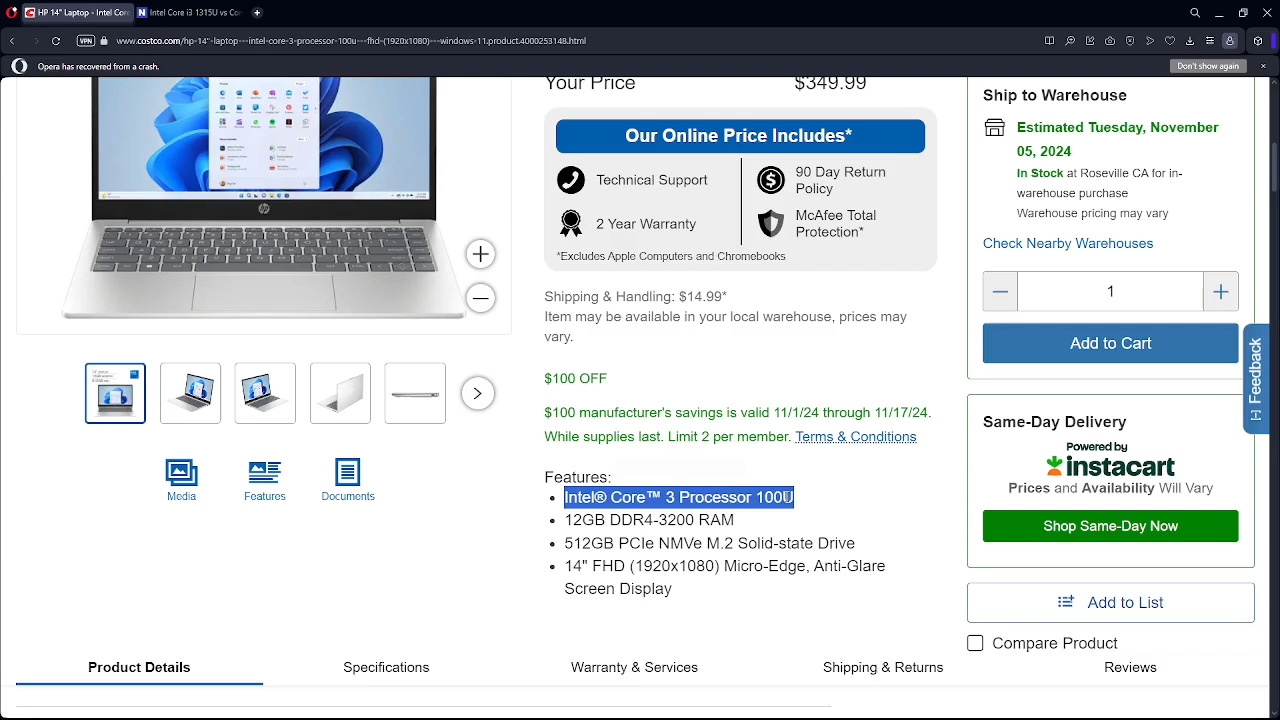 HP 14" Laptop - Intel Core
Intel Core i3 1315U vs Cor
VPN
www.costco.com/hp-14"-laptop---intel-core-3-processor-100u---fhd-(1920x1080)---windows-11.product.4000253148.html
Opera has recovered from a crash.
Don't show again
Your Price $349.99
Our Online Price Includes*
Technical Support
90 Day Return
Policy
2 Year Warranty
McAfee Total
Protection*
*Excludes Apple Computers and Chromebooks
Shipping & Handling: $14.99*
Item may be available in your local warehouse, prices may
vary.
$100 OFF
$100 manufacturer's savings is valid 11/1/24 through 11/17/24.
While supplies last. Limit 2 per member. Terms & Conditions
Features:
Intel® Core™ 3 Processor 100U
12GB DDR4-3200 RAM
512GB PCIe NMVe M.2 Solid-state Drive
14" FHD (1920x1080) Micro-Edge, Anti-Glare
Screen Display
Media
Features
Documents
Ship to Warehouse
Estimated Tuesday, November
05, 2024
In Stock at Roseville CA for in-
warehouse purchase
Warehouse pricing may vary
Check Nearby Warehouses
1
Add to Cart
[-] Feedback
Same-Day Delivery
Powered by
instacart
Prices and Availability Will Vary
Shop Same-Day Now
Add to List
Compare Product
Product Details
Specifications
Warranty & Services
Shipping & Returns
Reviews